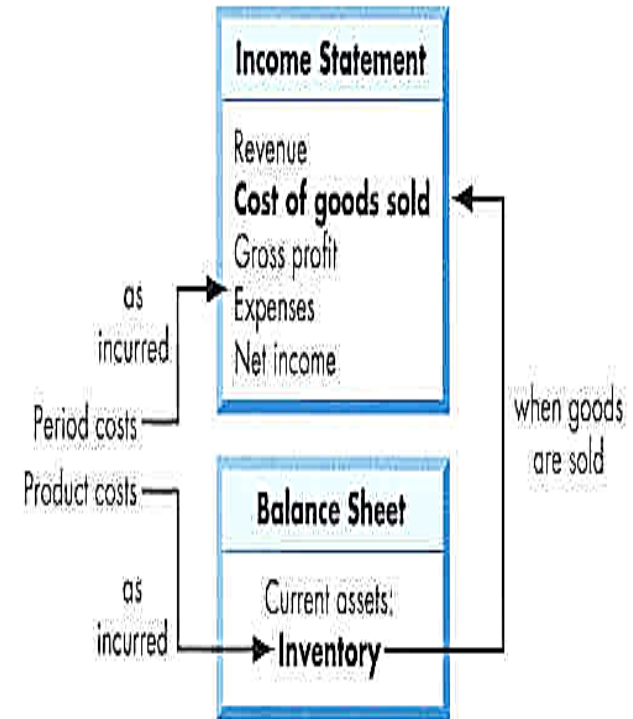 Income Statement
Revenue
Cost of goods sold
Gross profit
Expenses
Net income
as
incurred
Period costs
Product costs
as
incurred
when goods
are sold
Balance Sheet
Current assets:
Inventory